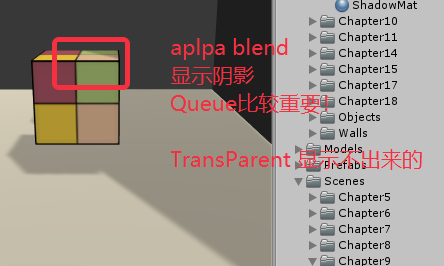 aplpa blend
显示阴影
Queue比较重要!
TransParent 显示不出来的
ShadowMat
Chapter10
Chapter11
Chapter14
Chapter15
Chapter17
Chapter18
Objects
Walls
Models
Prefabs
Scenes
Chapter5
Chapter6
Chapter7
Chapter8
Chapter9